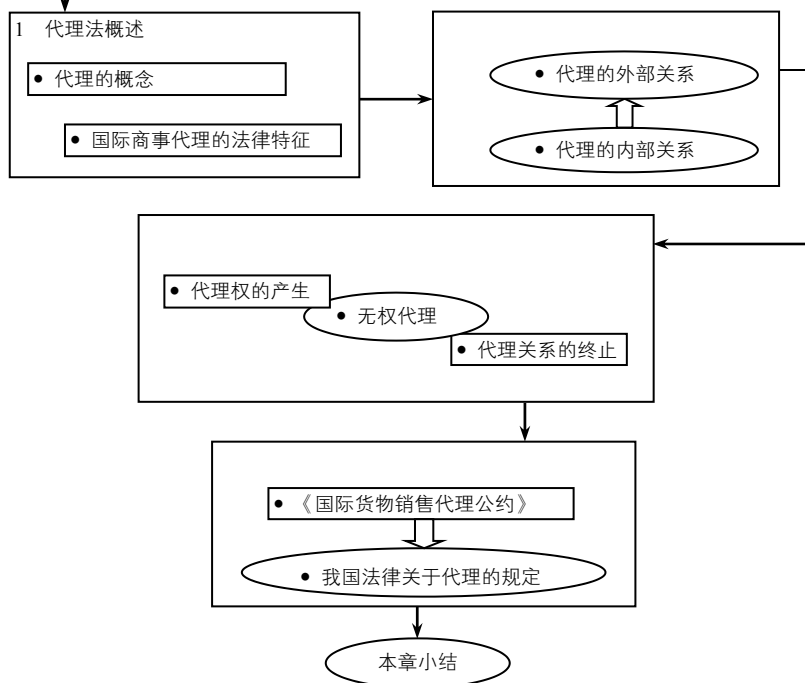 1 代理法概述
• 代理的概念
• 国际商事代理的法律特征
• 代理的外部关系
• 代理的内部关系
• 代理权的产生
• 无权代理
• 代理关系的终止
• 《国际货物销售代理公约》
• 我国法律关于代理的规定
本章小结